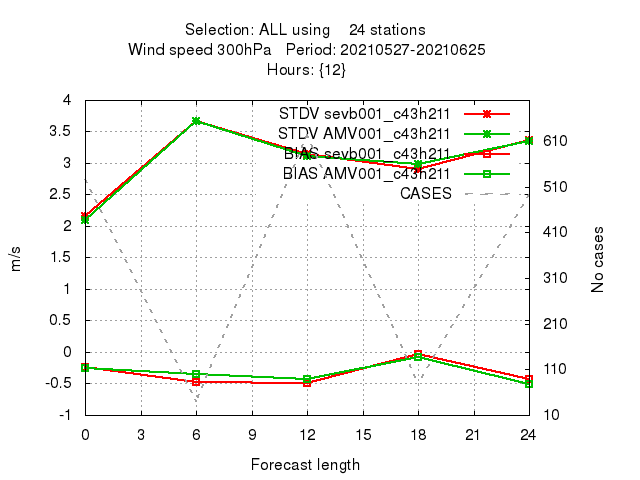 Selection: ALL using 24 stations
Wind speed 300hPa Period: 20210527-20210625
Hours: {12}
STDV sevb001_c43h211
STDV AMV001_c43h211
BIAS sevb001_c43h211
BIAS AMV001_c43h211
CASES
4
3.5
3
2.5
2
1.5
1
0.5
0
-0.5
-1
m/s
610
510
410
310
210
110
10
No cases
0 3 6 9 12 15 18 21 24
Forecast length